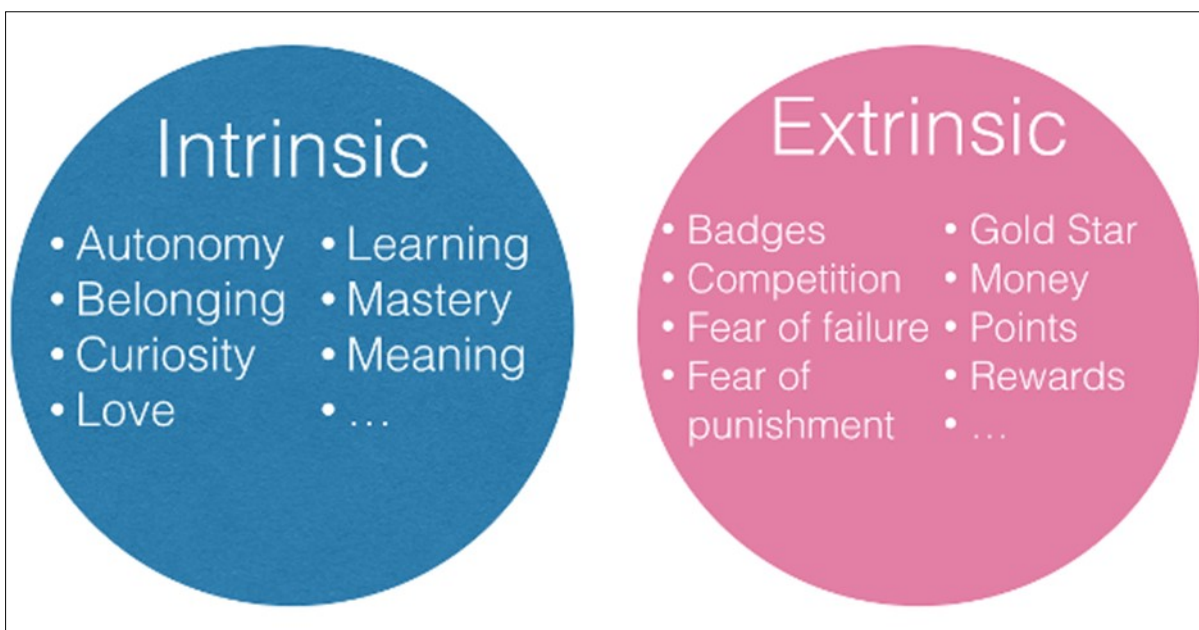 Intrinsic
• Autonomy
• Belonging
• Curiosity
• Love
• Learning
• Mastery
• Meaning
• ...
Extrinsic
• Badges
• Competition
• Fear of failure
• Fear of
punishment
• Gold Star
• Money
• Points
• Rewards
• ...